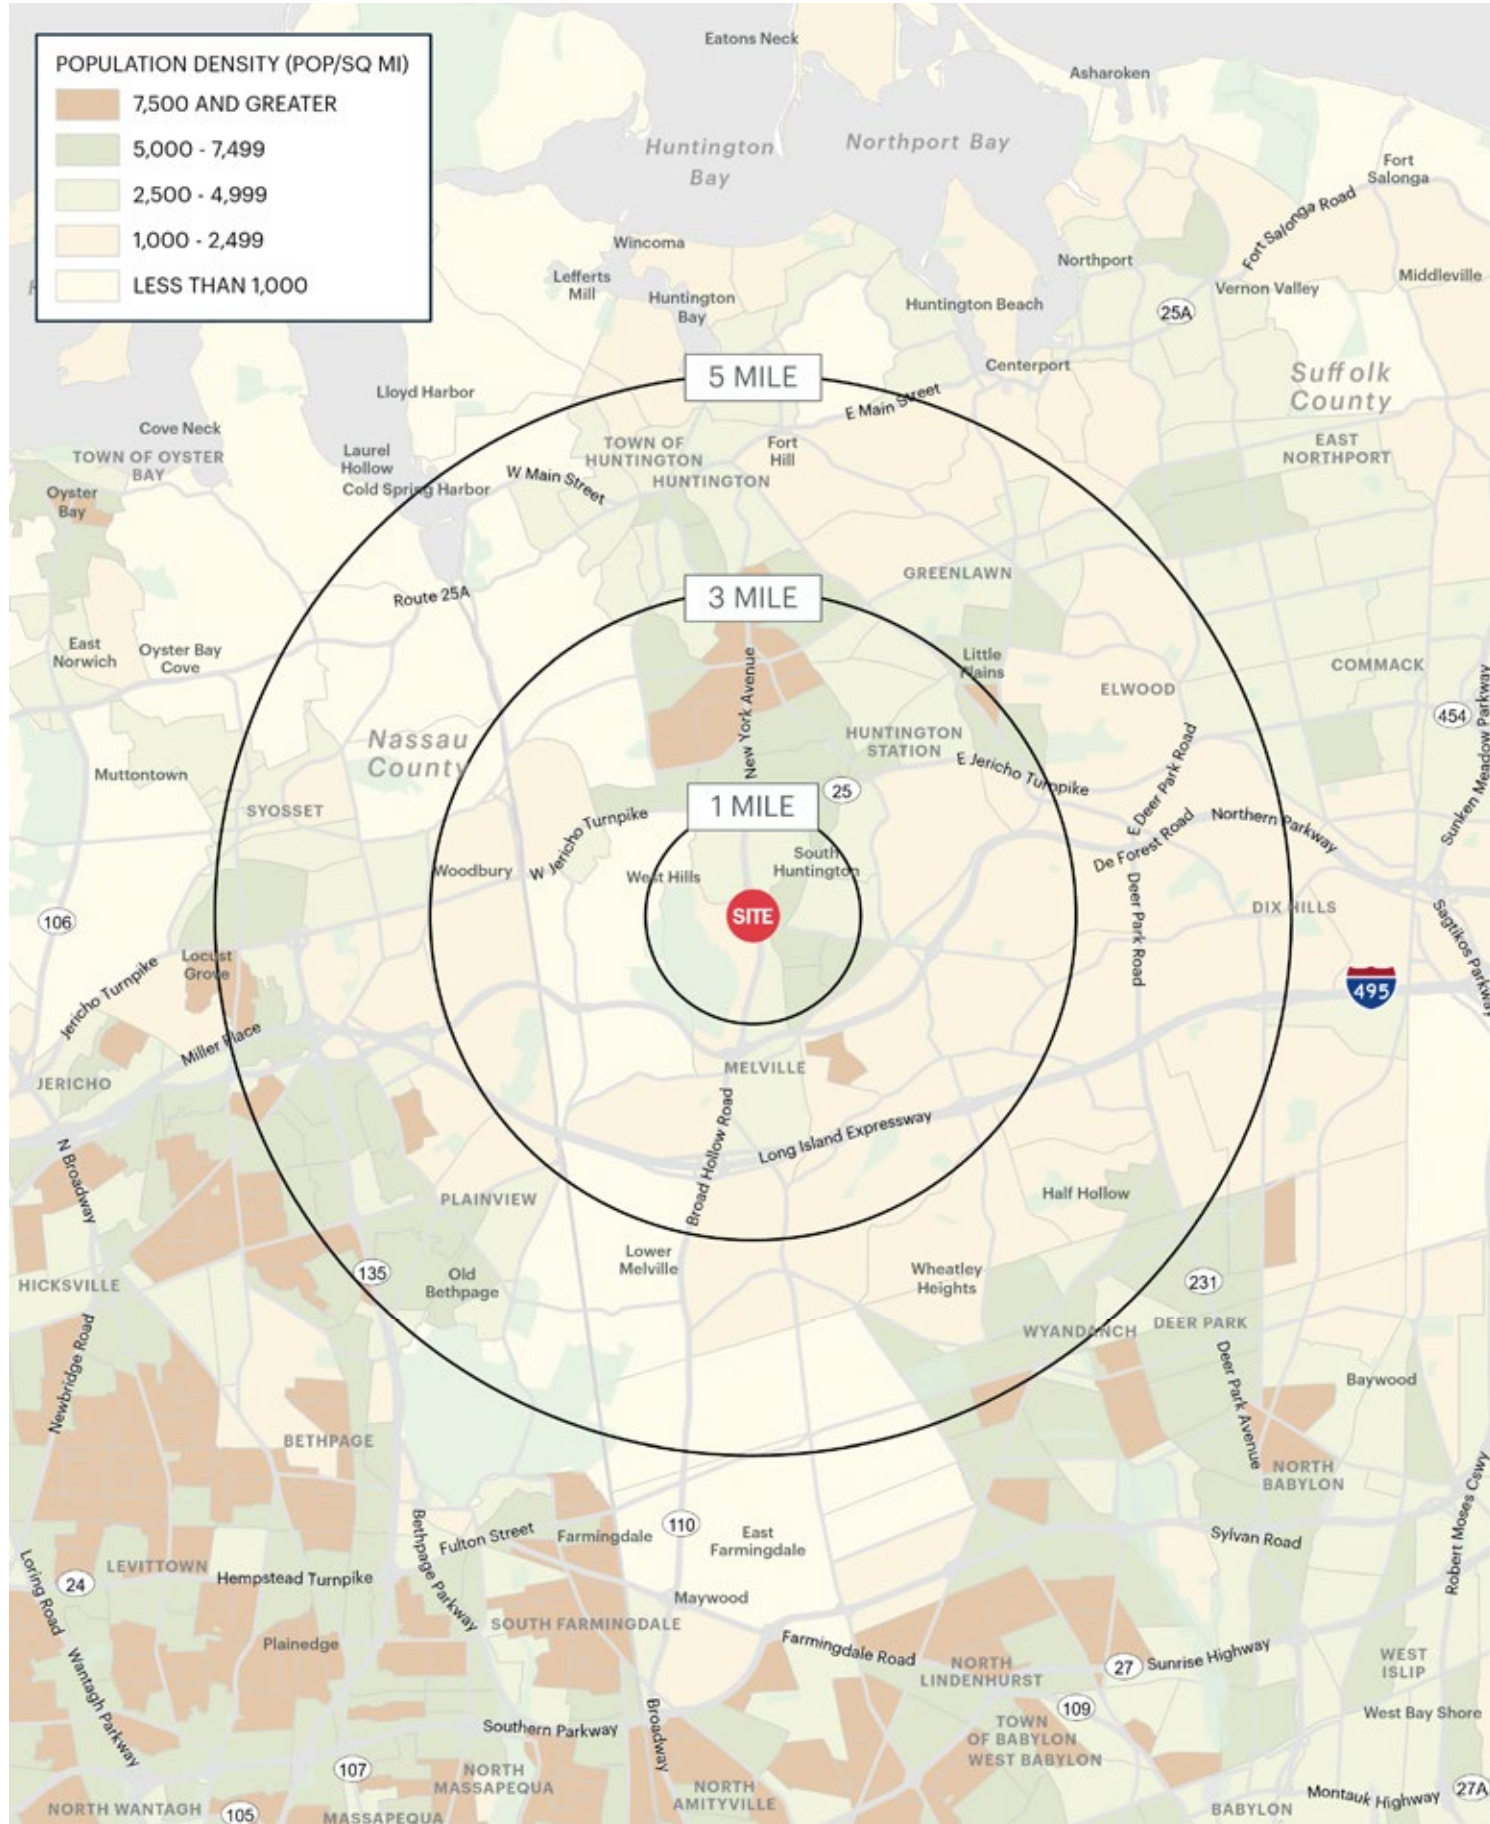 POPULATION DENSITY (POP/SQ MI)
7,500 AND GREATER
5,000 - 7,499
2,500 - 4,999
1,000 - 2,499
LESS THAN 1,000
Eatons Neck
Asharoken
Huntington
Bay
Northport Bay
Fort
Salonga
Fort Salonga Road
Wincoma
Lefferts
Mill
Huntington
Bay
Northport
Huntington Beach
Vernon Valley
Middleville
25A
Centerport
5 MILE
Suffolk
County
Lloyd Harbor
E Main Street
Cove Neck
TOWN OF OYSTER
BAY
Laurel
Hollow
Cold Spring Harbor
TOWN OF
HUNTINGTON
HUNTINGTON
Fort
Hill
EAST
NORTHPORT
W Main Street
Oyster
Bay
GREENLAWN
Route 25A
3 MILE
East
Norwich
Oyster Bay
Cove
Little
Plains
ELWOOD
COMMACK
New York Avenue
454
Sunken Meadow Parkway
Nassau
County
HUNTINGTON
STATION
E Jericho Turnpike
E Deer Park Road
Muttontown
SYOSSET
25
1 MILE
W Jericho Turnpike
De Forest Road
Northern Parkway
Woodbury
West Hills
South
Huntington
SITE
Deer Park Road
DIX HILLS
Sagtikos Parkway
106
Locust
Grove
Jericho Turnpike
495
Miller Place
JERICHO
MELVILLE
Long Island Expressway
Broad Hollow Road
N Broadway
PLAINVIEW
Half Hollow
HICKSVILLE
135
Old
Bethpage
Lower
Melville
Wheatley
Heights
231
WYANDANCH
DEER PARK
Newbridge Road
Deer Park Avenue
Baywood
BETHPAGE
NORTH
BABYLON
Robert Moses Cswy
Bethpage Parkway
Fulton Street
Farmingdale
110
East
Farmingdale
Sylvan Road
Loring Road
24
LEVITTOWN
Hempstead Turnpike
Maywood
SOUTH FARMINGDALE
Plainedge
Wantagh Parkway
Farmingdale Road
NORTH
LINDENHURST
27
Sunrise Highway
WEST
ISLIP
109
West Bay Shore
Southern Parkway
Broadway
TOWN
OF BABYLON
WEST BABYLON
107
NORTH
MASSAPEQUA
NORTH
AMITYVILLE
27A
Montauk Highway
NORTH WANTAGH
105
MASSAPEQUA
BABYLON